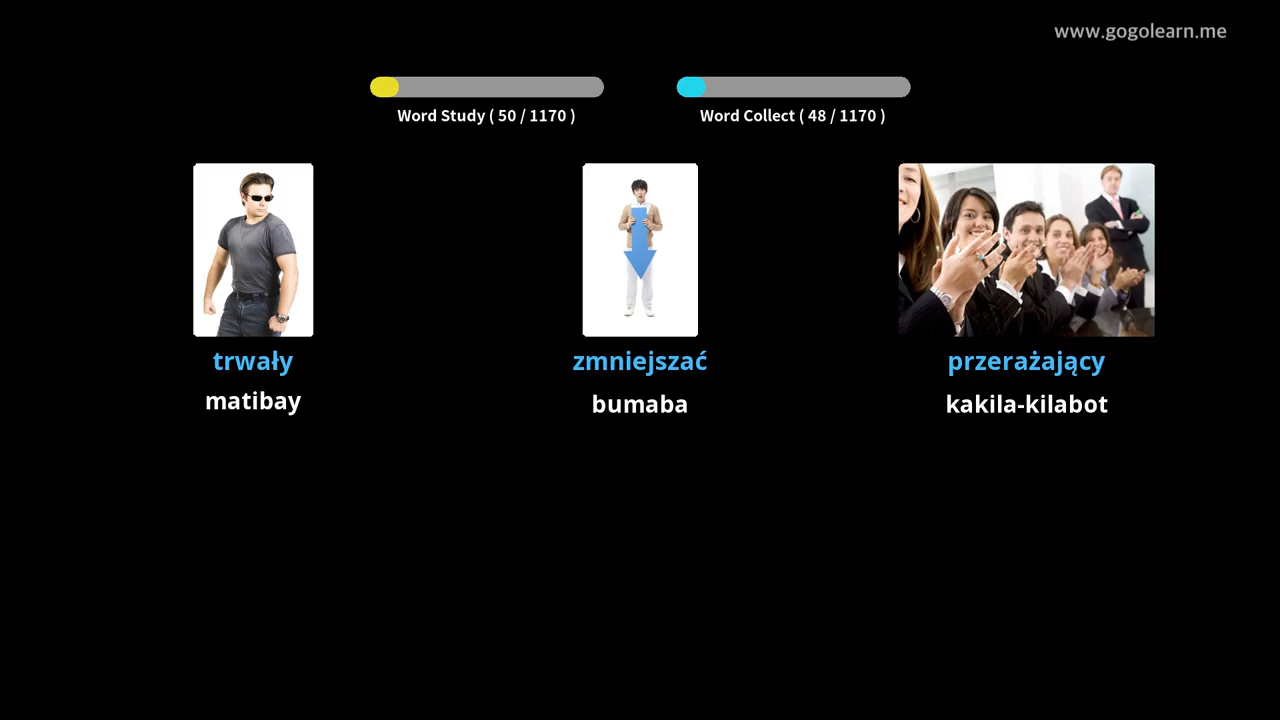 www.gogolearn.me
Word Study ( 50 / 1170 )
Word Collect ( 48 / 1170 )
trwały
zmniejszać
przerażający
matibay
bumaba
kakila-kilabot